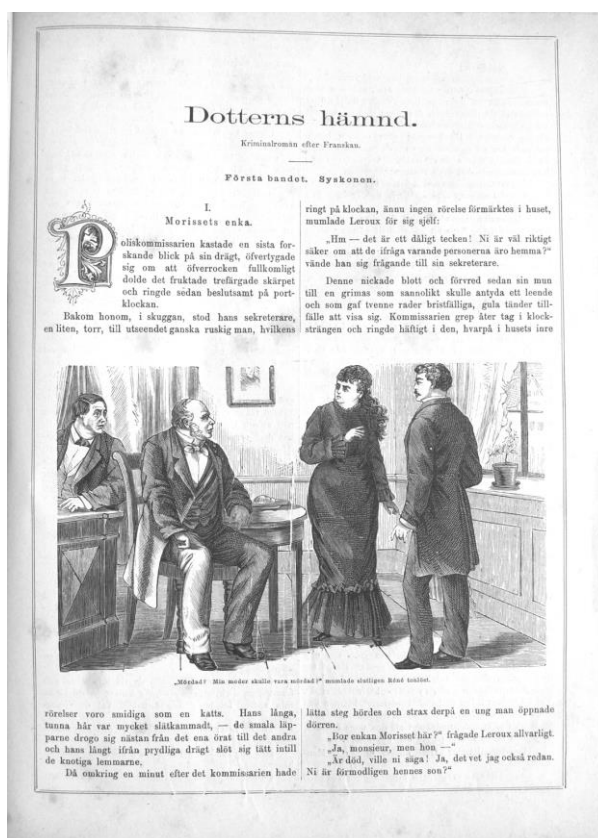 Dotterns hämnd.
Kriminalroman efter Franskan.
Första bandet. Syskonen.
I.
Morissets enka.
Poliskommissarien kastade en sista for-
skande blick på sin drägt, öfvertygade
sig om att öfverrocken fullkomligt
dolde det fruktade trefärgade skärpet
och ringde sedan beslutsamt på port-
klockan.
Bakom honom, i skuggan, stod hans sekreterare,
en liten, torr, till utseendet ganska ruskig man, hvilkens
ringt på klockan, ännu ingen rörelse förmärktes i huset,
mumlade Leroux för sig sjelf:
„Hm — det är ett dåligt tecken! Ni är väl riktigt
säker om att de ifråga varande personerna äro hemma?“
vände han sig frågande till sin sekreterare.
Denne nickade blott och förvred sedan sin mun
till en grimas som sannolikt skulle antyda ett leende
och som gaf tvenne rader bristfälliga, gula tänder till-
fälle att visa sig. Kommissarien grep åter tag i klock-
strängen och ringde häftigt i den, hvarpå i husets inre
„Mördad? Min moder skulle vara mördad?“ mumlade slutligen Réné tonlöst.
rörelser voro smidiga som en katts. Hans långa,
tunna hår var mycket slätkammadt, — de smala läp-
parne drogo sig nästan från det ena örat till det andra
och hans långt ifrån prydliga drägt slöt sig tätt intill
de knotiga lemmarne.
Då omkring en minut efter det kommissarien hade
lätta steg hördes och strax derpå en ung man öppnade
dörren.
„Bor enkan Morisset här?“ frågade Leroux allvarligt.
„Ja, monsieur, men hon —“
„Är död, ville ni säga! Ja, det vet jag också redan.
Ni är förmodligen hennes son?“